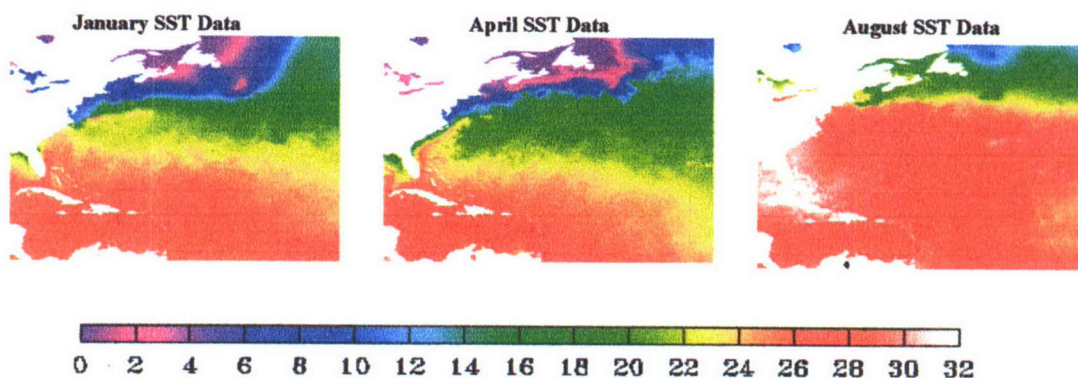 January SST Data
April SST Data
August SST Data
0 2 4 6 8 10 12 14 16 18 20 22 24 26 28 30 32